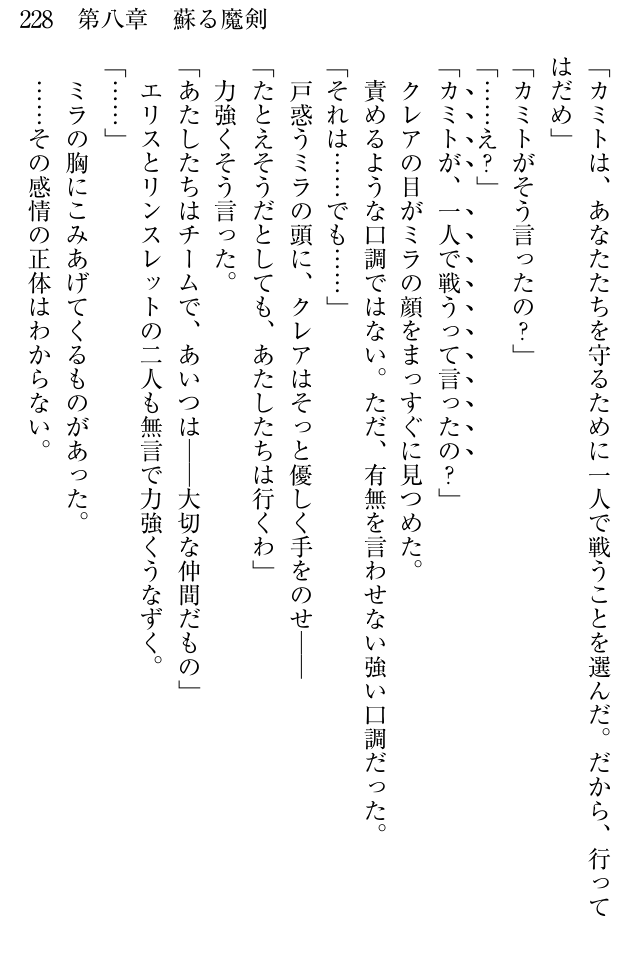 228　第八章　蘇る魔剣
「カミトは、あなたたちを守るために一人で戦うことを選んだ。だから、行って
はだめ」
「カミトがそう言ったの？」
「……え？」
「カミトが、一人で戦うって言ったの？」
　クレアの目がミラの顔をまっすぐに見つめた。
　責めるような口調ではない。ただ、有無を言わせない強い口調だった。
「それは……でも……」
　戸惑うミラの頭に、クレアはそっと優しく手をのせ――
「たとえそうだとしても、あたしたちは行くわ」
　力強くそう言った。
「あたしたちはチームで、あいつは――大切な仲間だもの」
　エリスとリンスレットの二人も無言で力強くうなずく。
「……」
　ミラの胸にこみあげてくるものがあった。
　……その感情の正体はわからない。